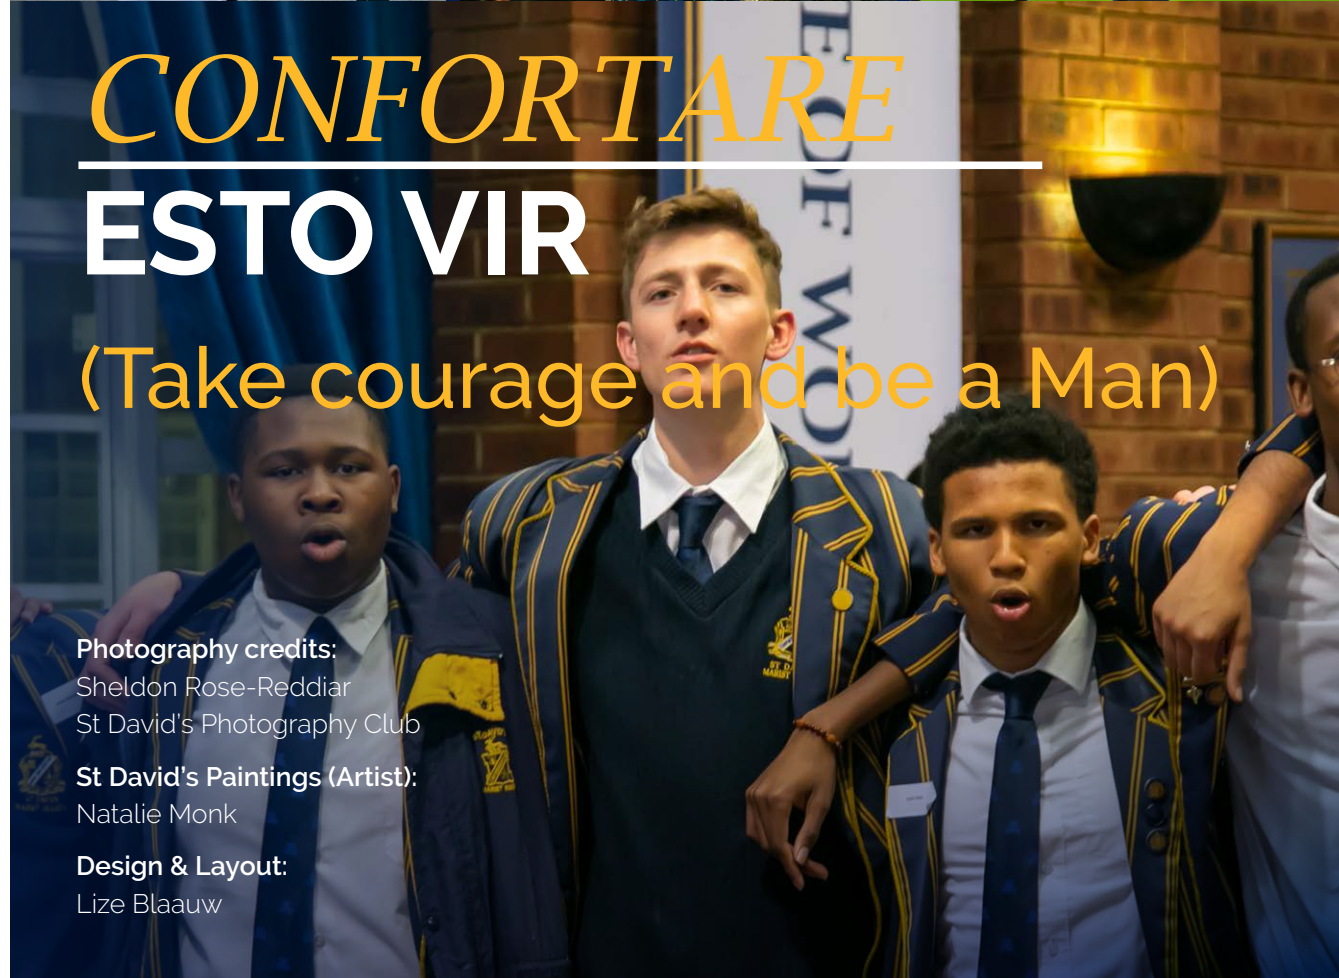 CONFORTARE
ESTO VIR
(Take courage and be a Man)
OF
Photography credits:
Sheldon Rose-Reddiar
St David's Photography Club
St David's Paintings (Artist):
Natalie Monk
Design & Layout:
Lize Blaauw